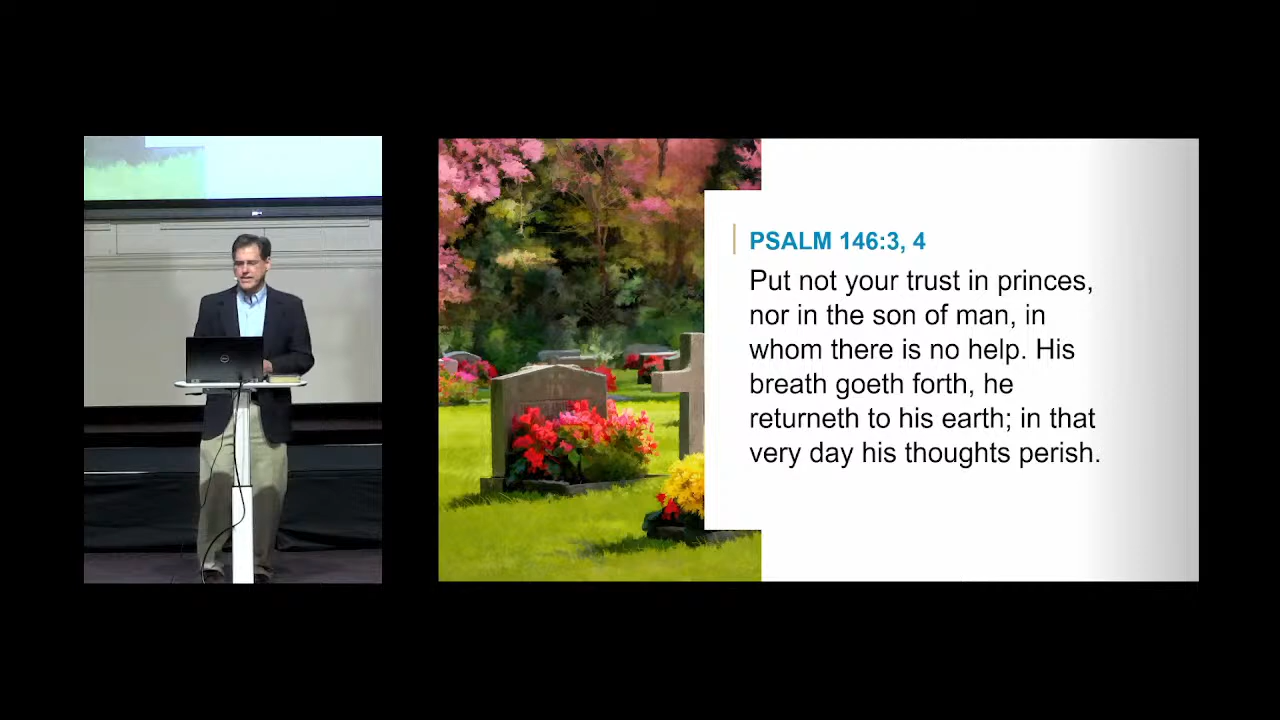 PSALM 146:3, 4
Put not your trust in princes,
nor in the son of man, in
whom there is no help. His
breath goeth forth, he
returneth to his earth; in that
very day his thoughts perish.